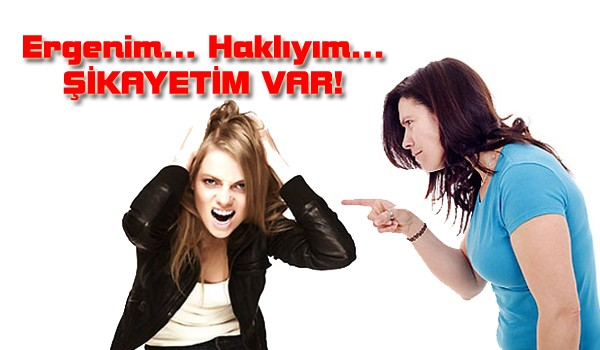 Ergenim... Haklıyım...
ŞİKAYETİM VAR!